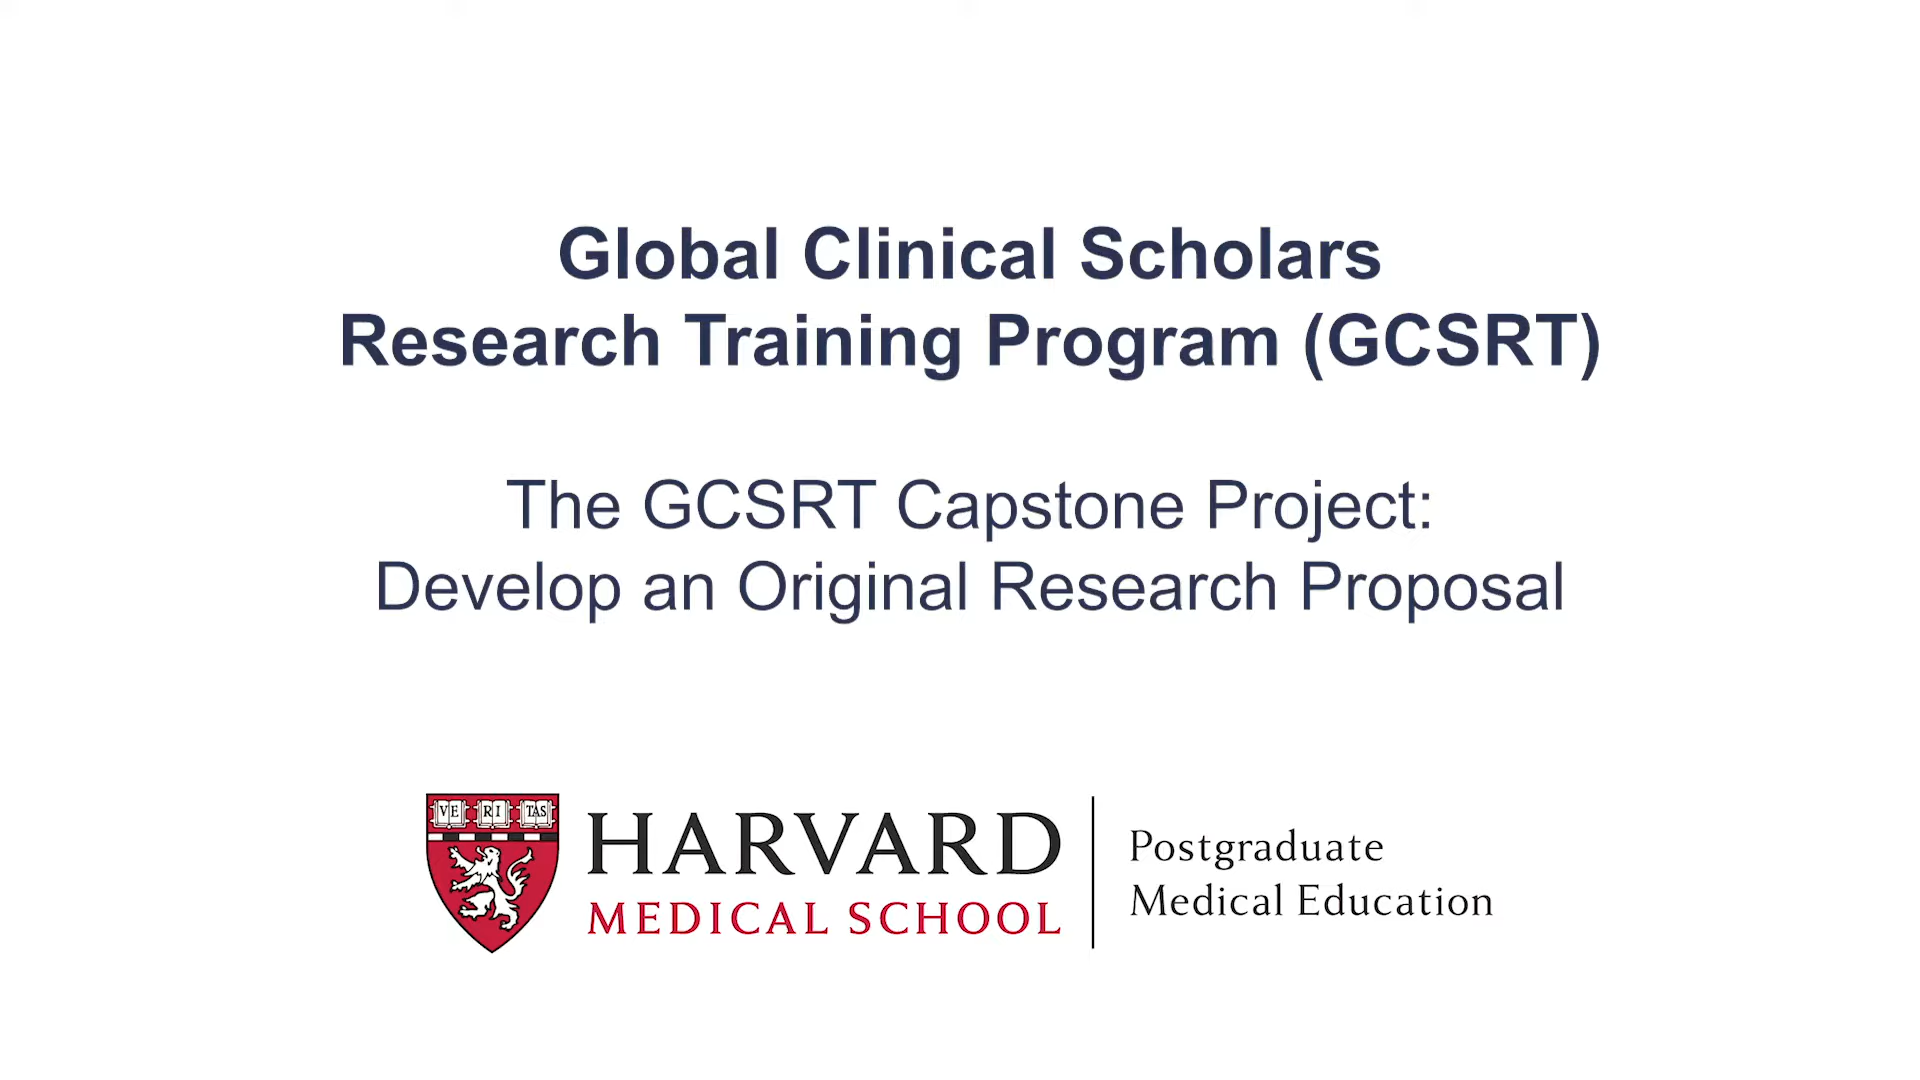 Global Clinical Scholars
Research Training Program (GCSRT)
The GCSRT Capstone Project:
Develop an Original Research Proposal
VE RI TAS
HARVARD
MEDICAL SCHOOL
Postgraduate
Medical Education